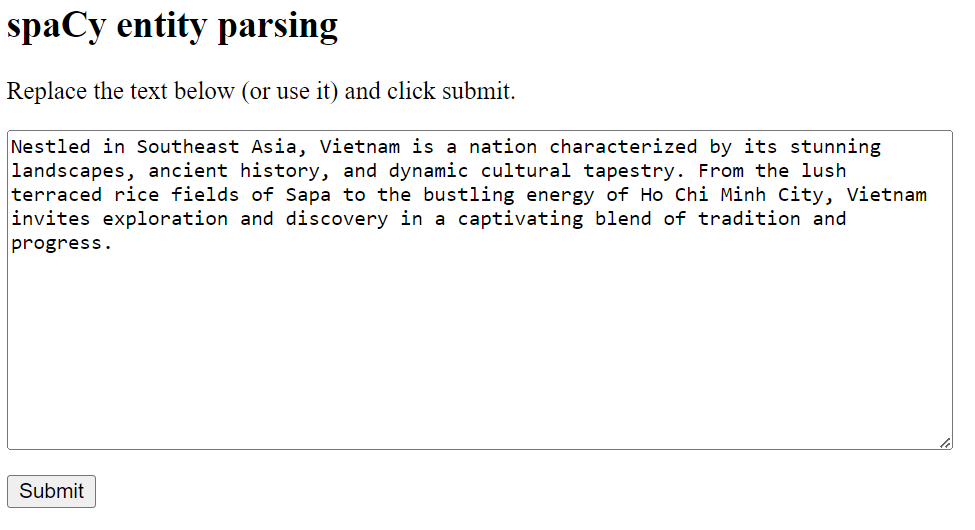 spaCy entity parsing
Replace the text below (or use it) and click submit.
Nestled in Southeast Asia, Vietnam is a nation characterized by its stunning
landscapes, ancient history, and dynamic cultural tapestry. From the lush
terraced rice fields of Sapa to the bustling energy of Ho Chi Minh City, Vietnam
invites exploration and discovery in a captivating blend of tradition and
progress.
Submit